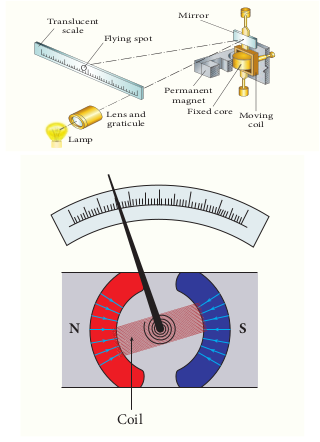 Translucent
scale
Flying spot
Mirror
Lens and
graticule
Lamp
Permanent
magnet
Fixed core
Moving
coil
N
S
Coil